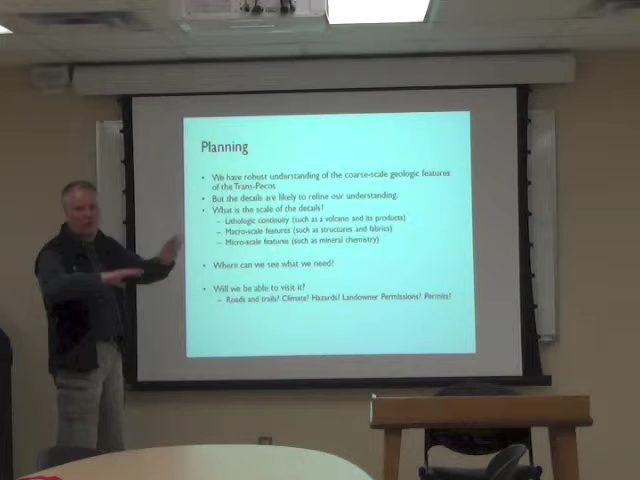 Planning
• We have robust understanding of the coarse-scale geologic features
of the Trans-Pecos
• But the details are likely to refine our understanding.
• What is the scale of the details?
– Lithologic continuity (such as a volcano and its products)
– Macro-scale features (such as structures and fabrics)
– Micro-scale features (such as mineral chemistry)
• Where can we see what we need?
• Will we be able to visit it?
– Roads and trails? Climate? Hazards? Landowner Permissions? Permits?